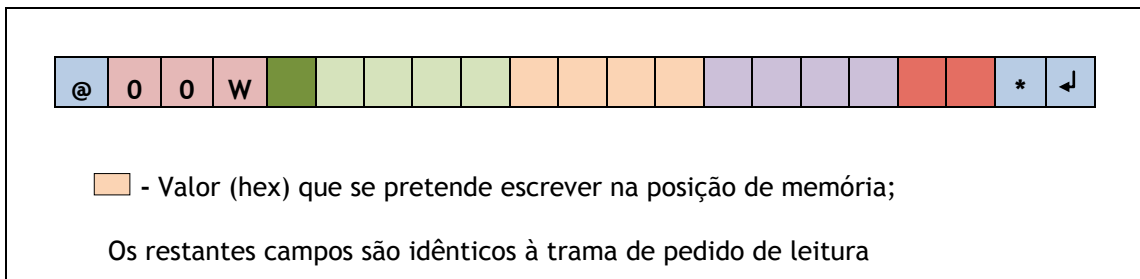 @ 0 0 W * ↲
- Valor (hex) que se pretende escrever na posição de memória;
Os restantes campos são idênticos à trama de pedido de leitura